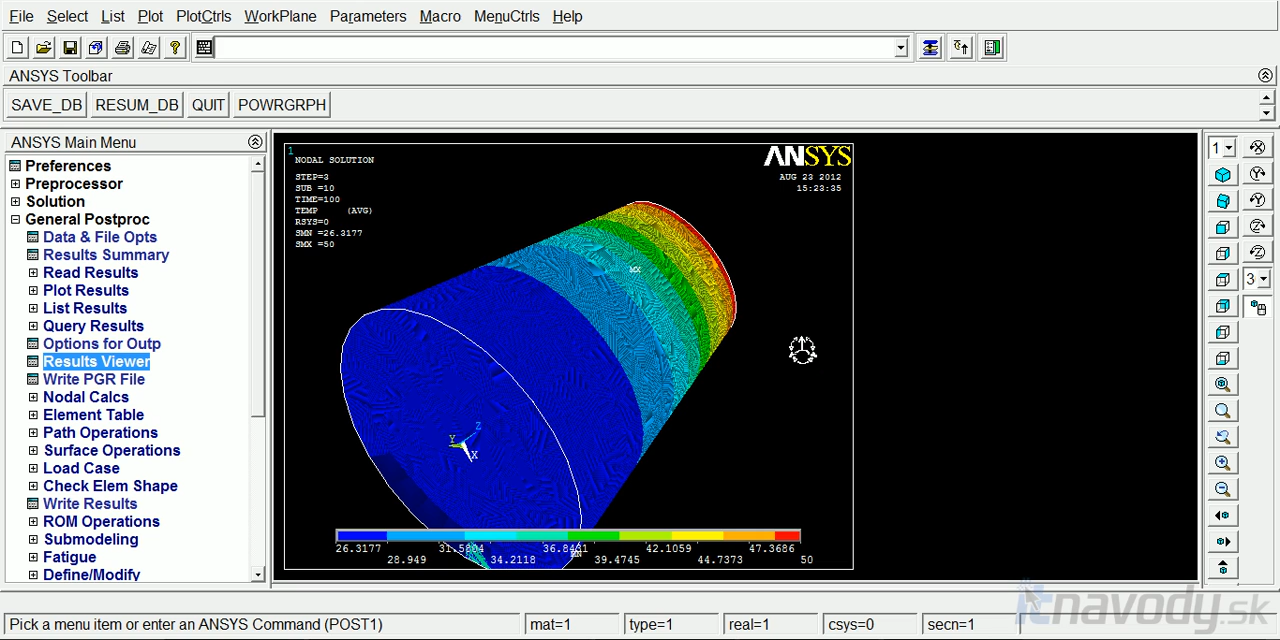 File Select List Plot PlotCtrls WorkPlane Parameters Macro MenuCtrls Help
ANSYS Toolbar
SAVE_DB RESUM_DB QUIT POWRGRPH
ANSYS Main Menu
Preferences
Preprocessor
Solution
General Postproc
Data & File Opts
Results Summary
Read Results
Plot Results
List Results
Query Results
Options for Outp
Results Viewer
Write PGR File
Nodal Calcs
Element Table
Path Operations
Surface Operations
Load Case
Check Elem Shape
Write Results
ROM Operations
Submodeling
Fatigue
Define/Modify
1
NODAL SOLUTION
STEP=3
SUB =10
TIME=100
TEMP (AVG)
RSYS=0
SMN =26.3177
SMX =50
ANSYS
AUG 23 2012
15:23:35
MX
Z
Y
X
MN
26.3177 31.5804 36.8431 42.1059 47.3686
28.949 34.2118 39.4745 44.7373 50
1
3
Pick a menu item or enter an ANSYS Command (POST1) mat=1 type=1 real=1 csys=0 secn=1
itnavody.sk